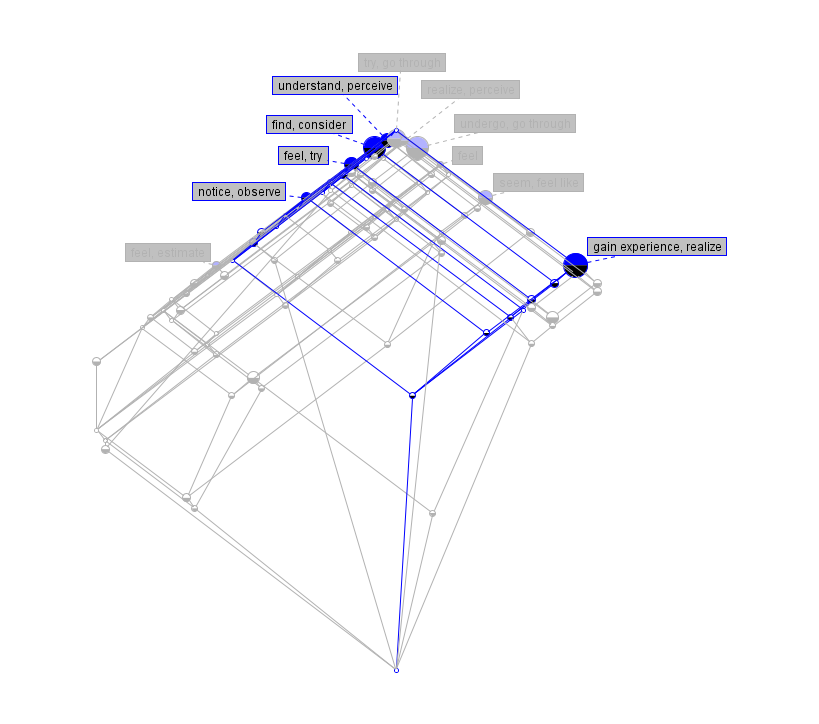 try, go through
understand, perceive
realize, perceive
find, consider
undergo, go through
feel, try
feel
seem, feel like
notice, observe
gain experience, realize
feel, estimate